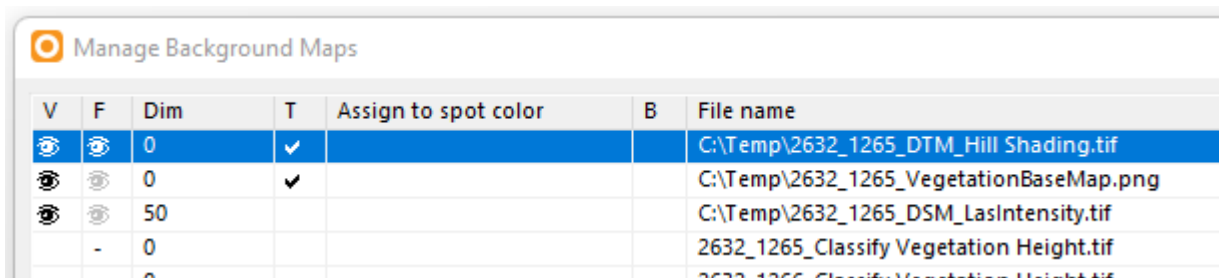 Manage Background Maps
V F Dim T Assign to spot color B File name
0 C:\Temp\2632_1265_DTM_Hill Shading.tif
0 C:\Temp\2632_1265_VegetationBaseMap.png
50 C:\Temp\2632_1265_DSM_LasIntensity.tif
- 0 2632_1265_Classify Vegetation Height.tif